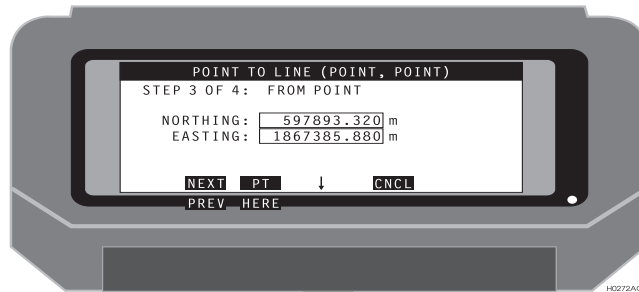 POINT TO LINE (POINT, POINT)
STEP 3 OF 4: FROM POINT
NORTHING: 597893.320 m
EASTING: 1867385.880 m
NEXT PT ↓ CNCL
PREV HERE
H0272AC